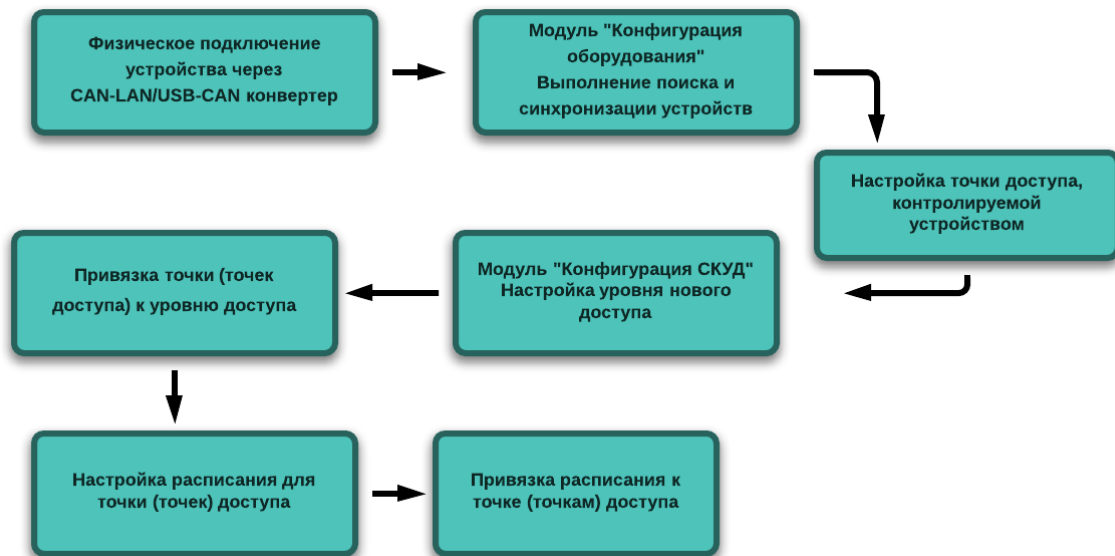 Физическое подключение
устройства через
CAN-LAN/USB-CAN конвертер
Модуль "Конфигурация
оборудования"
Выполнение поиска и
синхронизации устройств
Настройка точки доступа,
контролируемой
устройством
Модуль "Конфигурация СКУД"
Настройка уровня нового
доступа
Привязка точки (точек
доступа) к уровню доступа
Настройка расписания для
точки (точек) доступа
Привязка расписания к
точке (точкам) доступа